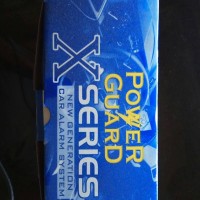 POWER
GUARD
X SERIES
NEW GENERATION
CAR ALARM SYSTEM